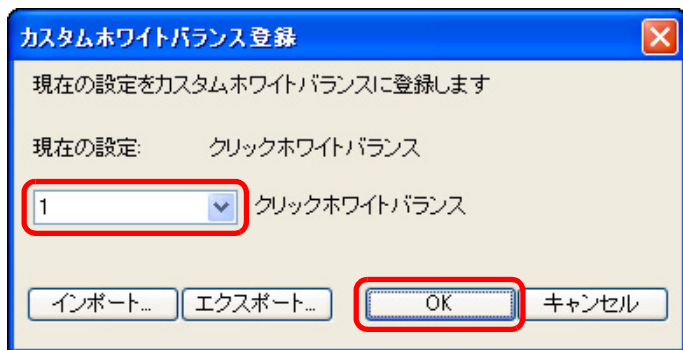 カスタムホワイトバランス登録
現在の設定をカスタムホワイトバランスに登録します
現在の設定: クリックホワイトバランス
1 クリックホワイトバランス
インポート... エクスポート... OK キャンセル